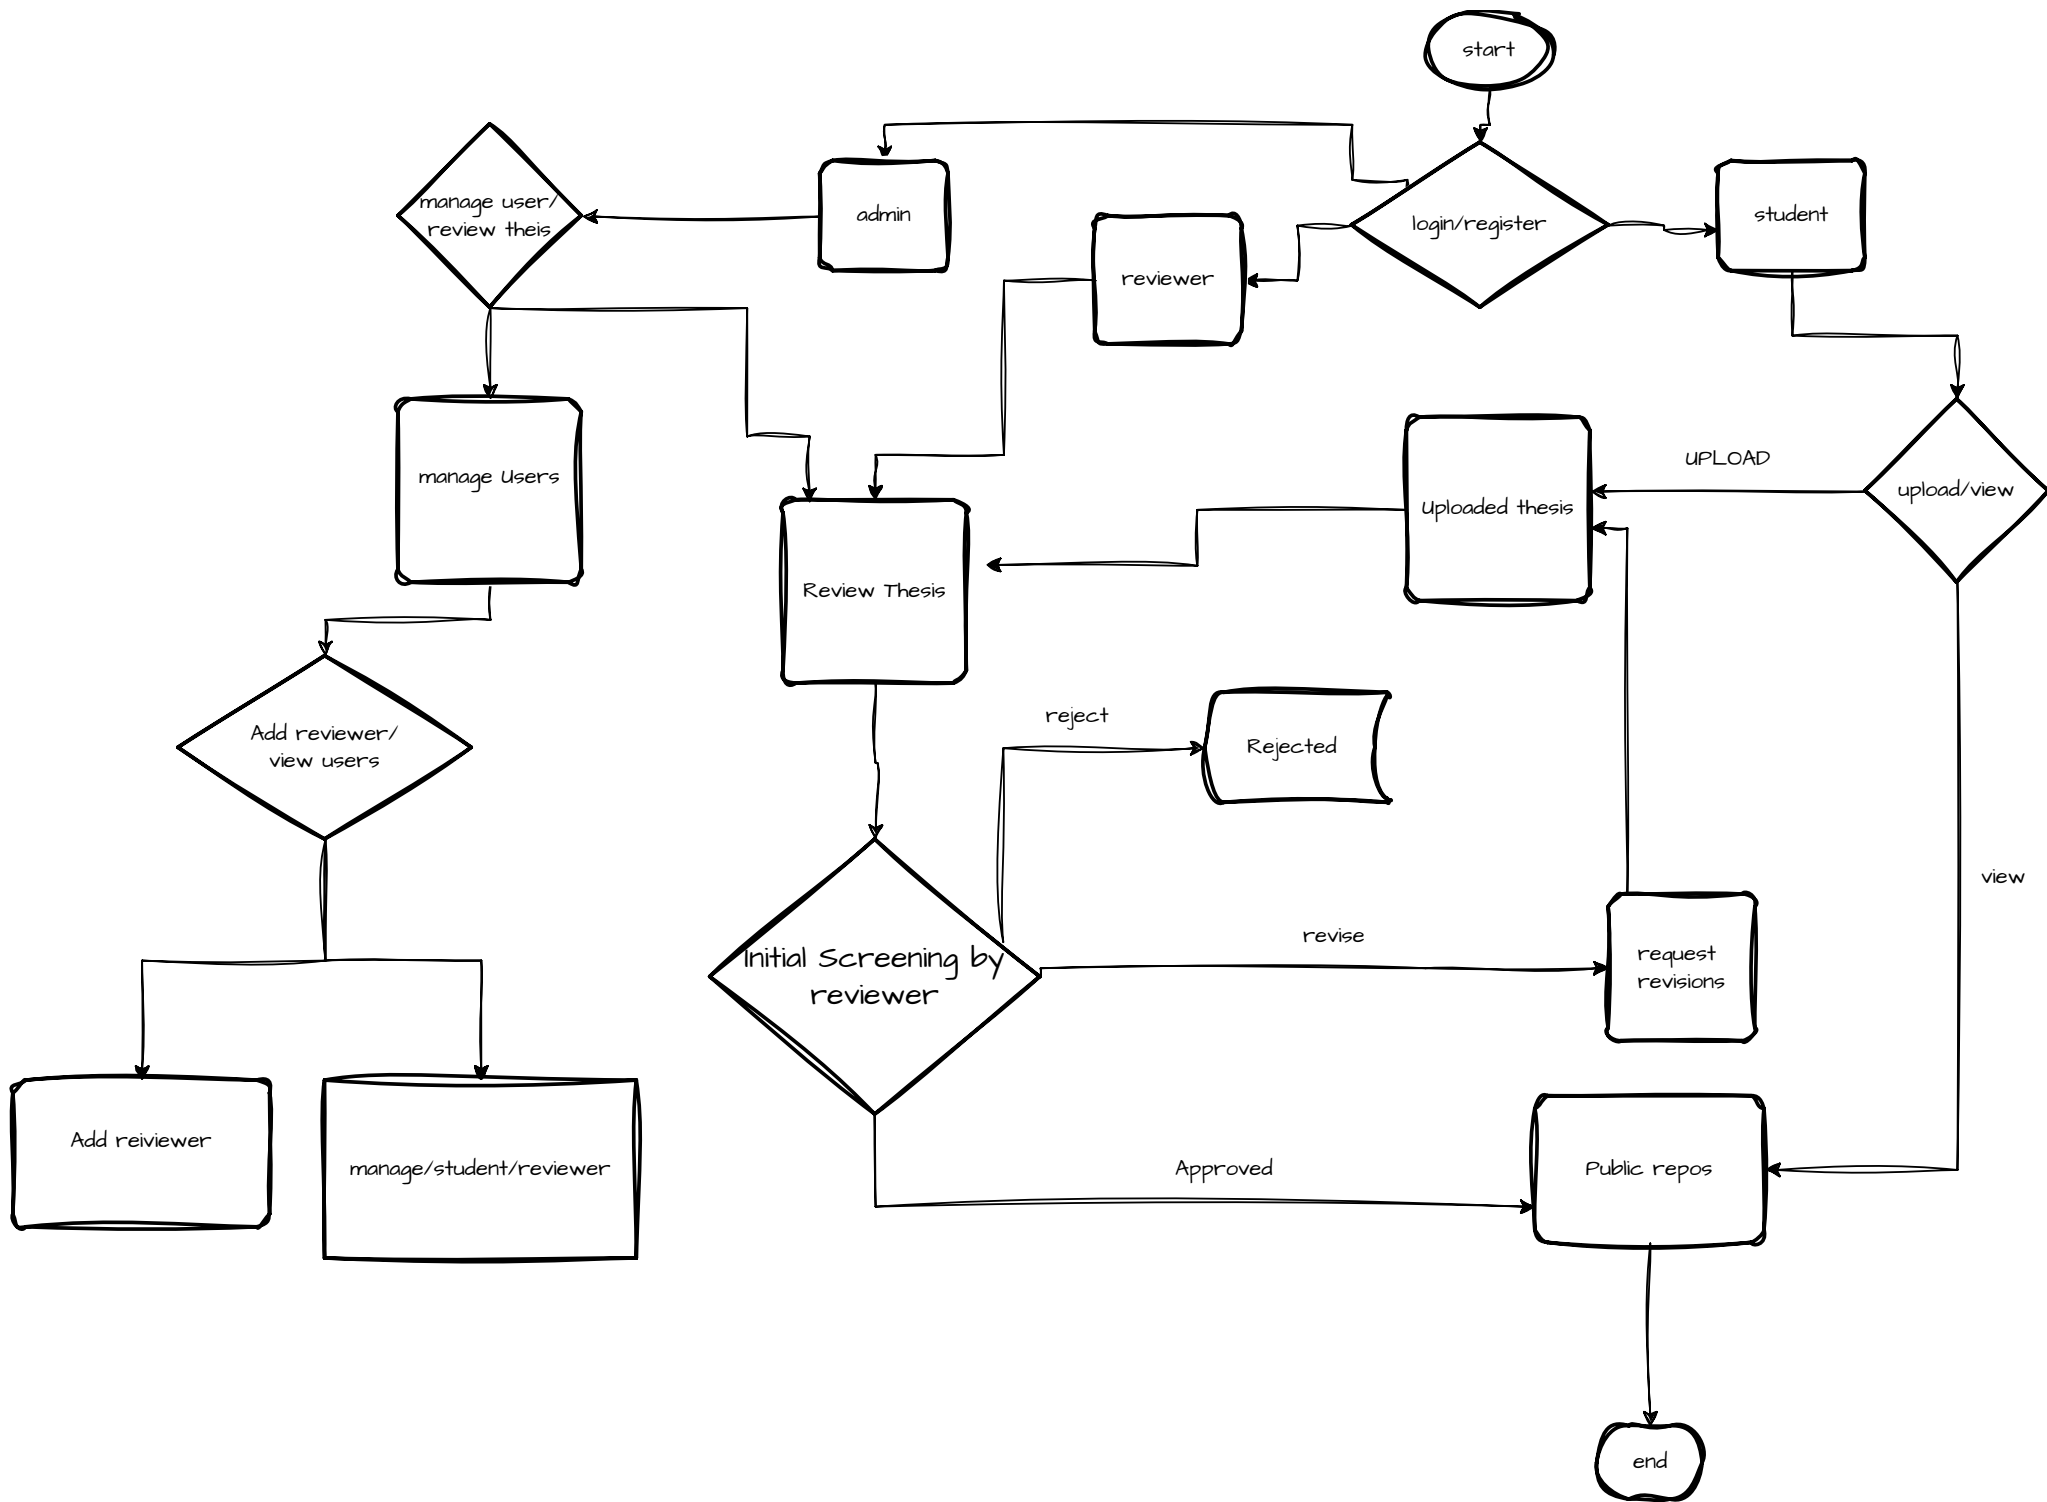 start
manage user/
review theis
admin
login/register
student
reviewer
manage Users
UPLOAD
upload/view
Uploaded thesis
Review Thesis
reject
Rejected
Add reviewer/
view users
view
revise
request
revisions
Initial Screening by
reviewer
Add reiviewer
manage/student/reviewer
Approved
Public repos
end